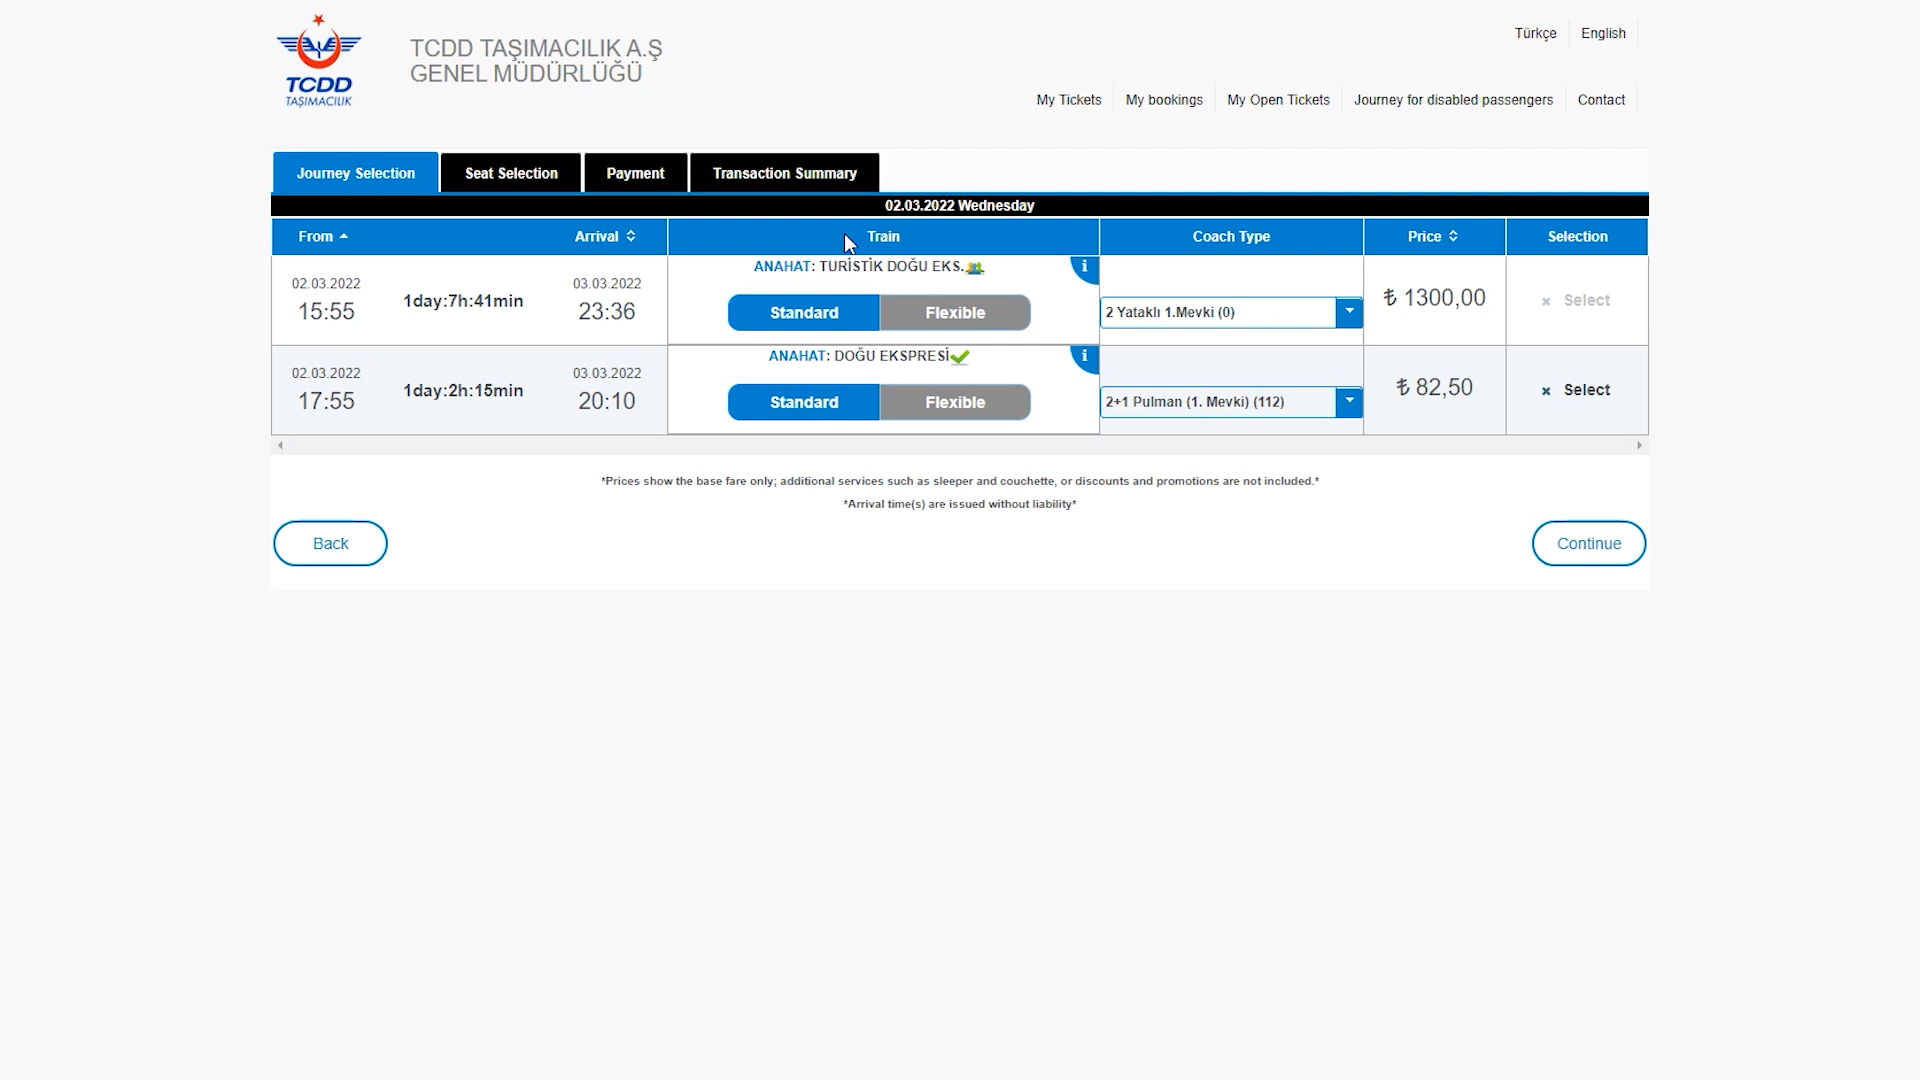 Türkçe English
TCDD TAŞIMACILIK A.Ş
GENEL MÜDÜRLÜĞÜ
TCDD
TAŞIMACILIK
My Tickets My bookings My Open Tickets Journey for disabled passengers Contact
Journey Selection Seat Selection Payment Transaction Summary
02.03.2022 Wednesday
From Arrival Train Coach Type Price Selection
ANAHAT: TURİSTİK DOĞU EKS. i
02.03.2022 03.03.2022
15:55 1day:7h:41min 23:36 Standard Flexible 2 Yataklı 1.Mevki (0) ₺ 1300,00 × Select
ANAHAT: DOĞU EKSPRESİ i
02.03.2022 03.03.2022
17:55 1day:2h:15min 20:10 Standard Flexible 2+1 Pulman (1. Mevki) (112) ₺ 82,50 × Select
*Prices show the base fare only; additional services such as sleeper and couchette, or discounts and promotions are not included.*
*Arrival time(s) are issued without liability*
Back Continue